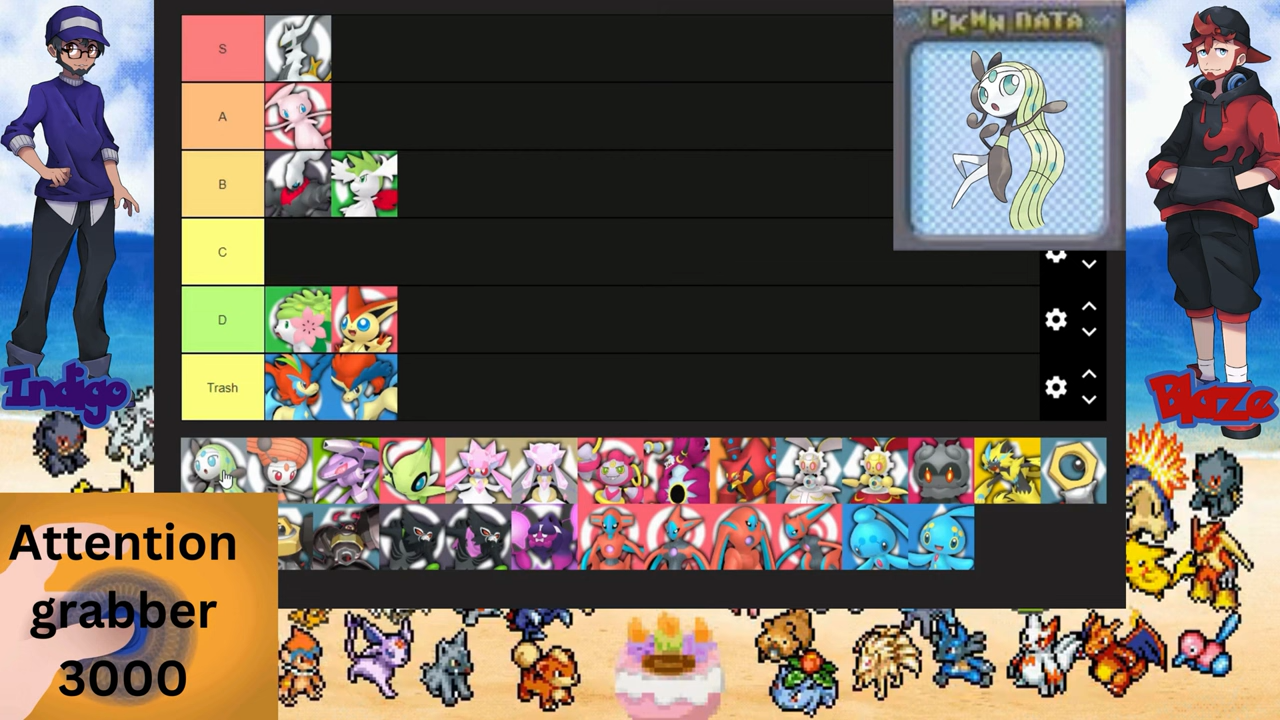 PKMN DATA
S
A
B
C
D
Trash
Indigo
Blaze
Attention
grabber
3000